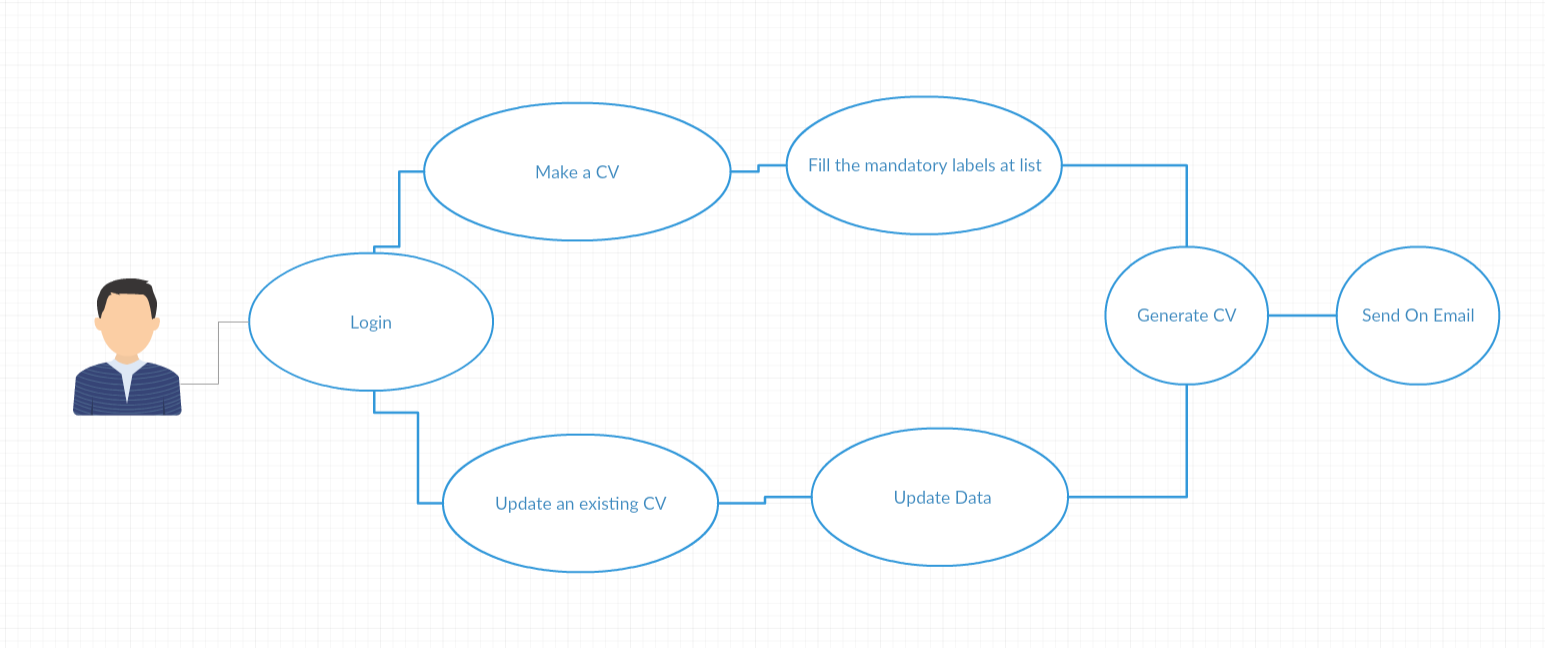 Make a CV
Fill the mandatory labels at list
Login
Generate CV
Send On Email
Update an existing CV
Update Data